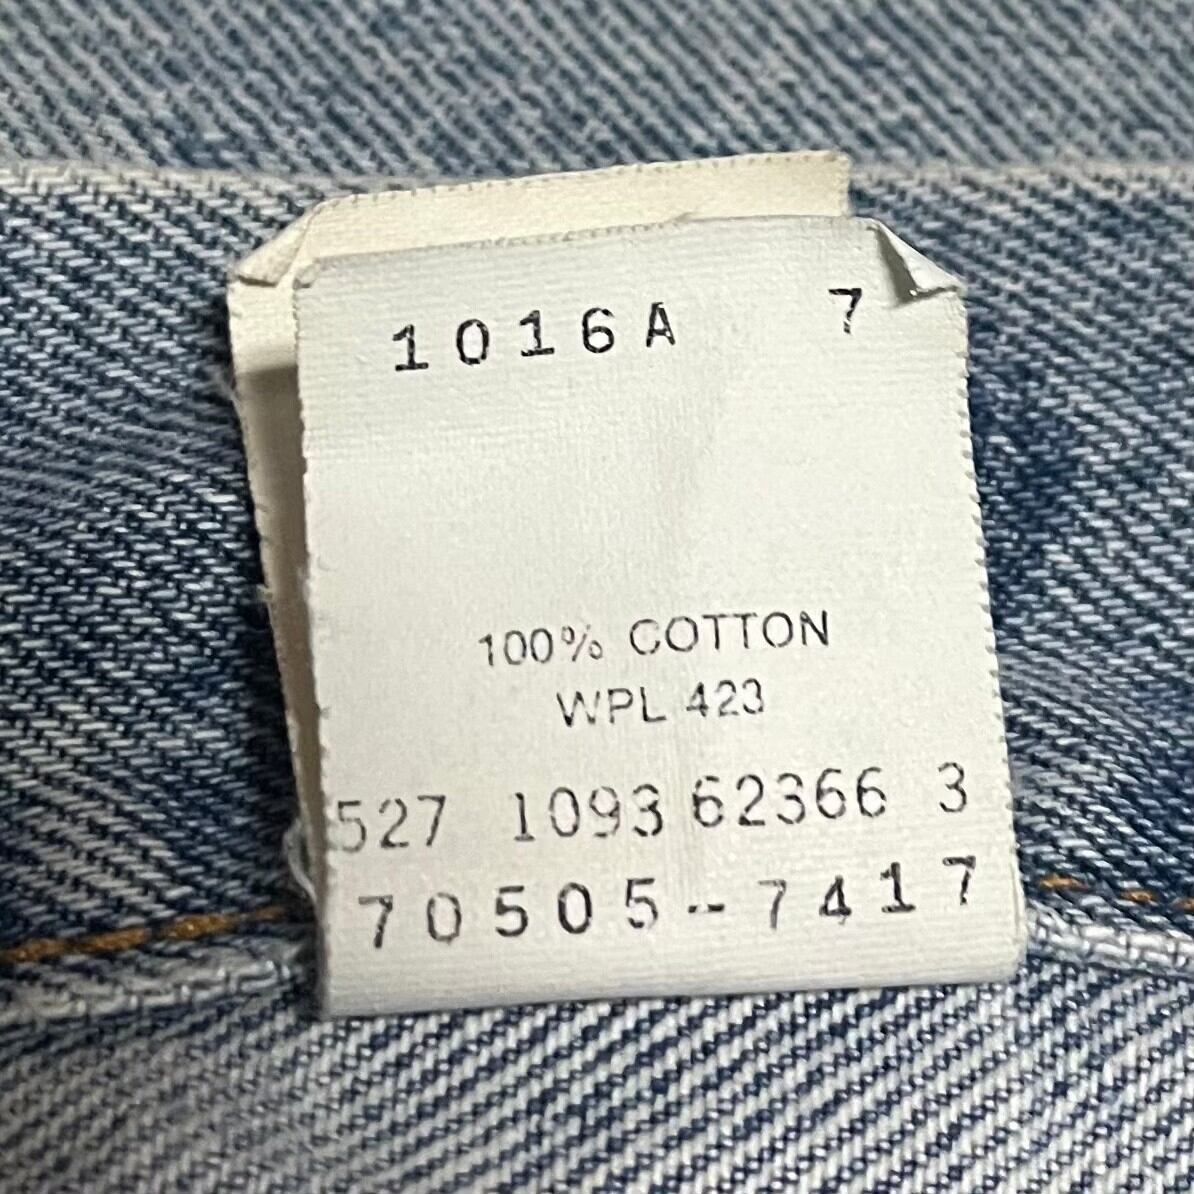 1016A 7
100% COTTON
WPL 423
527 1093 62366 3
70505-7417